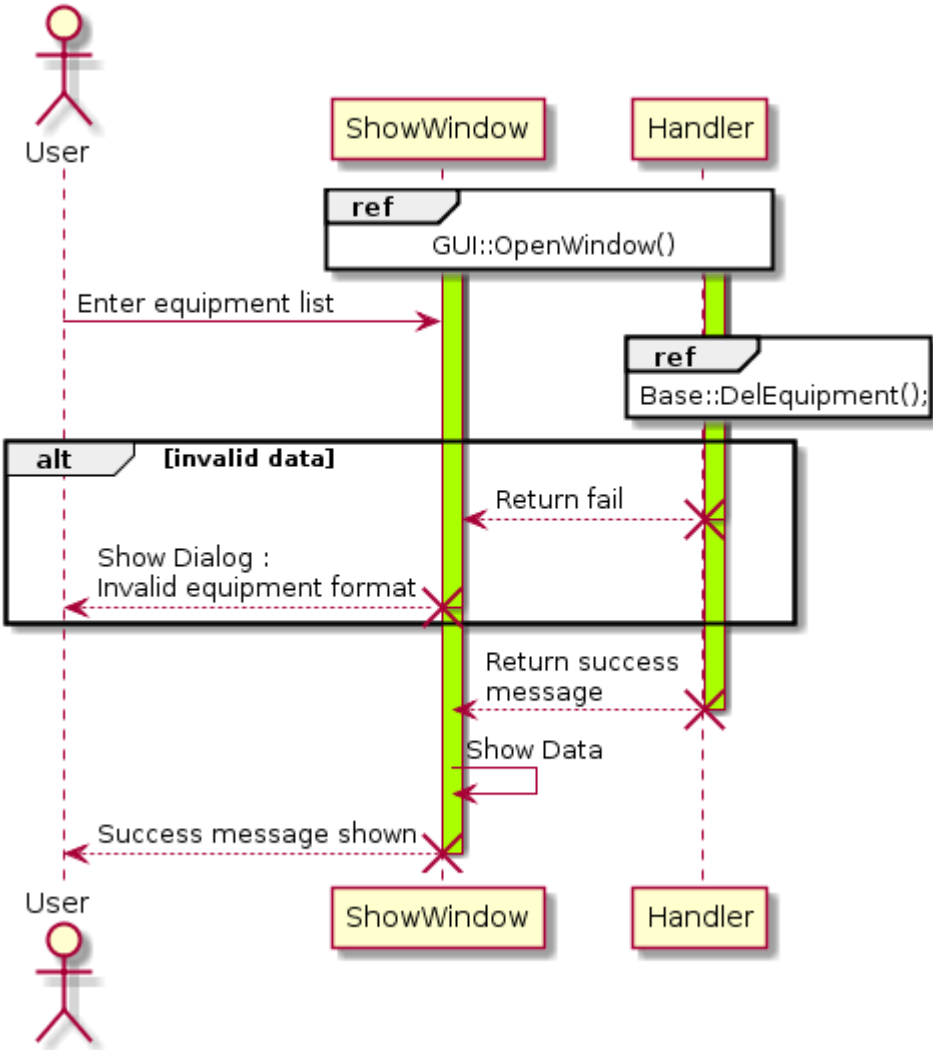 User
ShowWindow
Handler
ref
GUI::OpenWindow()
Enter equipment list
ref
Base::DelEquipment();
alt
[invalid data]
Return fail
Show Dialog :
Invalid equipment format
Return success
message
Show Data
Success message shown
User
ShowWindow
Handler